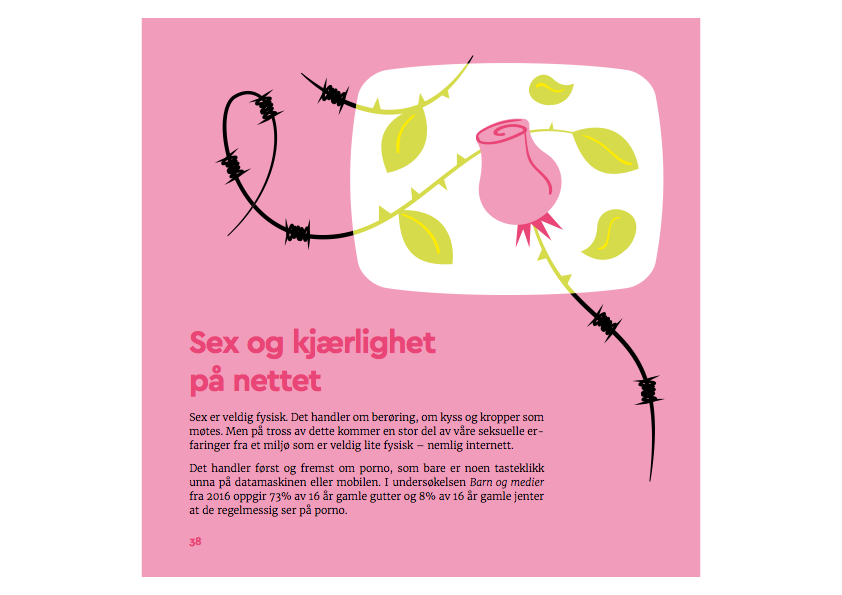 Sex og kjærlighet
på nettet
Sex er veldig fysisk. Det handler om berøring, om kyss og kropper som
møtes. Men på tross av dette kommer en stor del av våre seksuelle er-
faringer fra et miljø som er veldig lite fysisk – nemlig internett.
Det handler først og fremst om porno, som bare er noen tasteklikk
unna på datamaskinen eller mobilen. I undersøkelsen Barn og medier
fra 2016 oppgir 73% av 16 år gamle gutter og 8% av 16 år gamle jenter
at de regelmessig ser på porno.
38